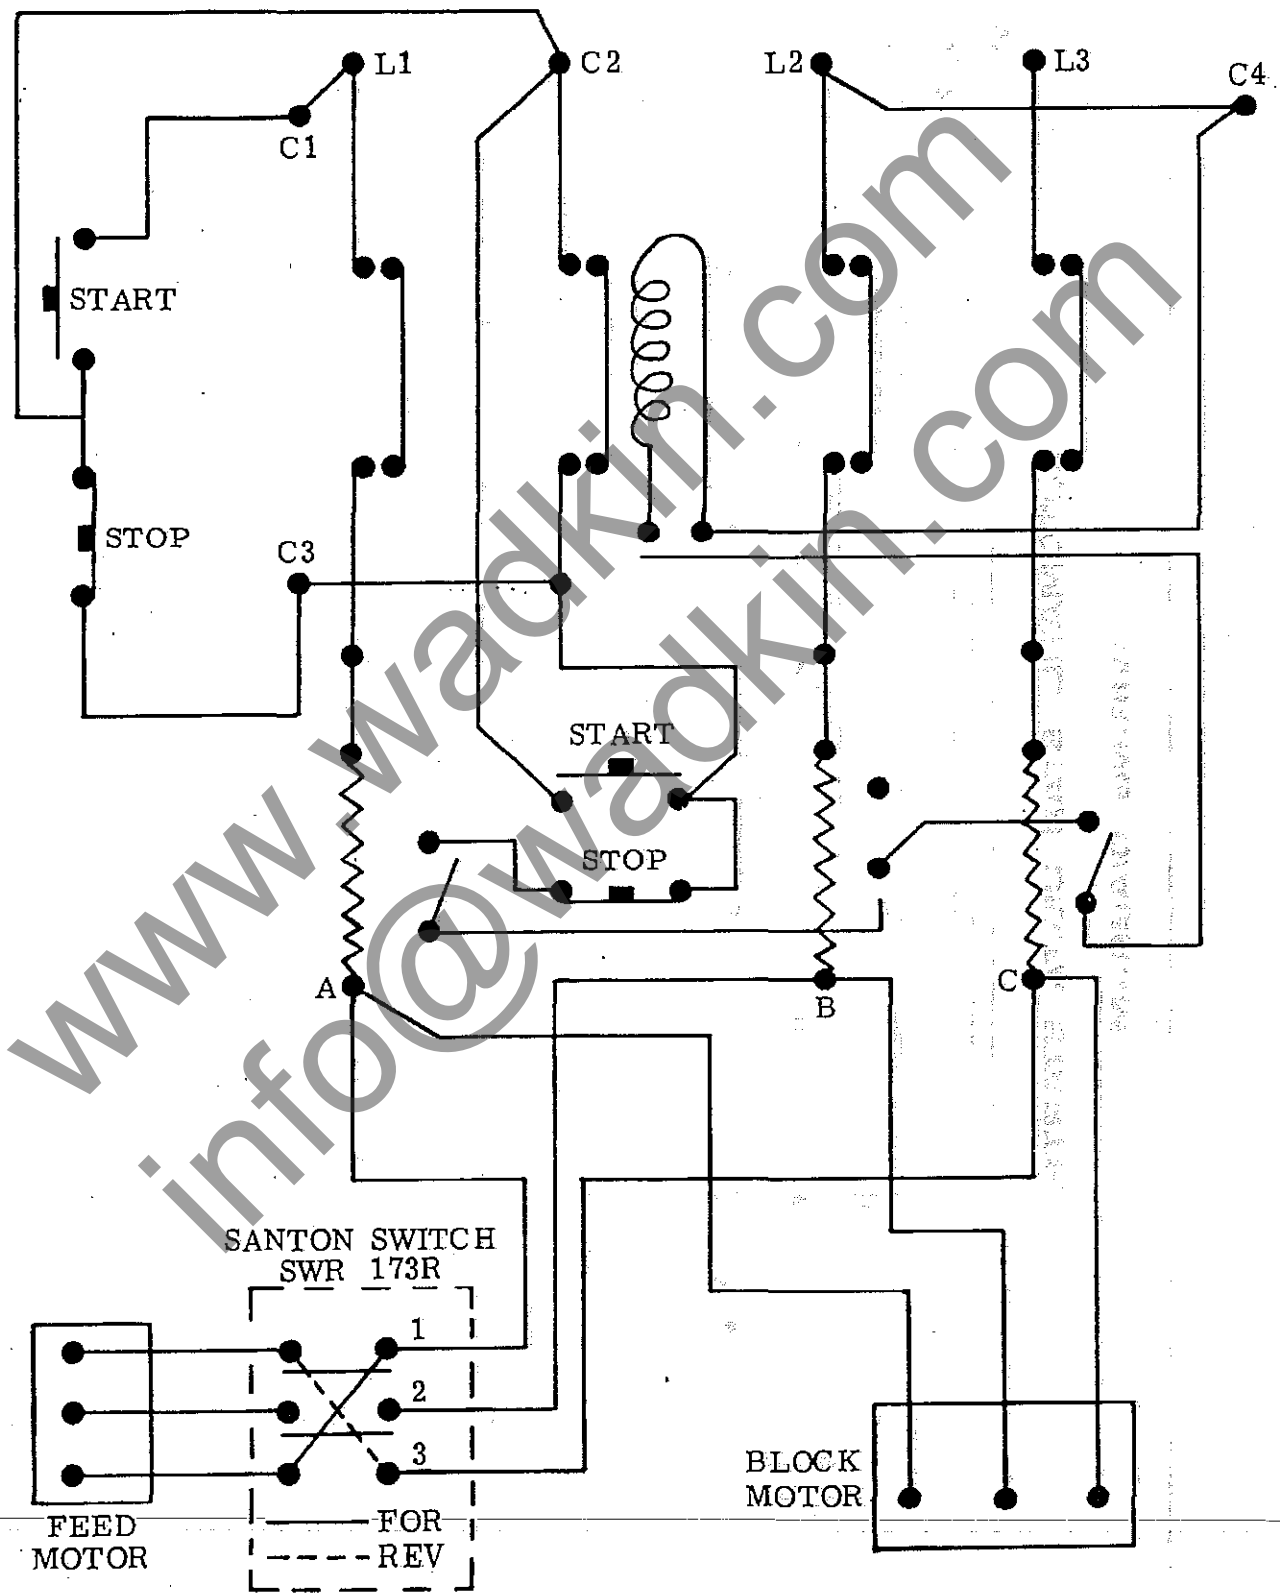 L1
C2
L2
L3
C4
C1
START
STOP
C3
START
STOP
A
B
C
SANTON SWITCH
SWR 173R
1
2
3
FOR
REV
FEED
MOTOR
BLOCK
MOTOR
www.wadkin.com
info@wadkin.com